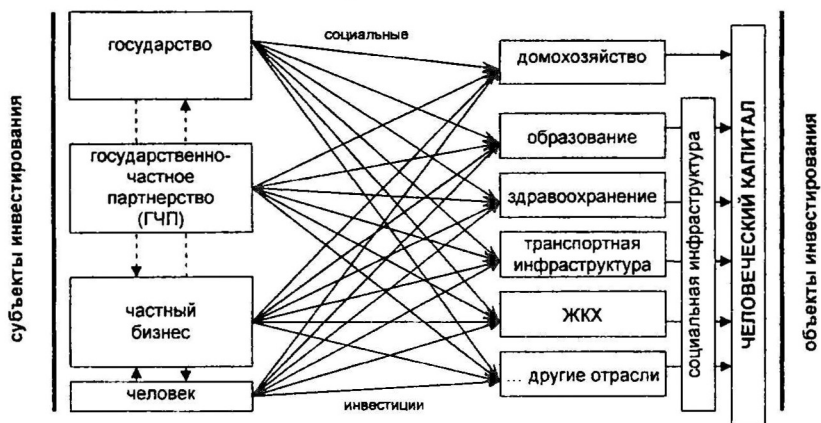 субъекты инвестирования
государство
государственно-
частное
партнерство
(ГЧП)
частный
бизнес
человек
социальные
инвестиции
домохозяйство
образование
здравоохранение
транспортная
инфраструктура
ЖКХ
... другие отрасли
социальная инфраструктура
ЧЕЛОВЕЧЕСКИЙ КАПИТАЛ
объекты инвестирования